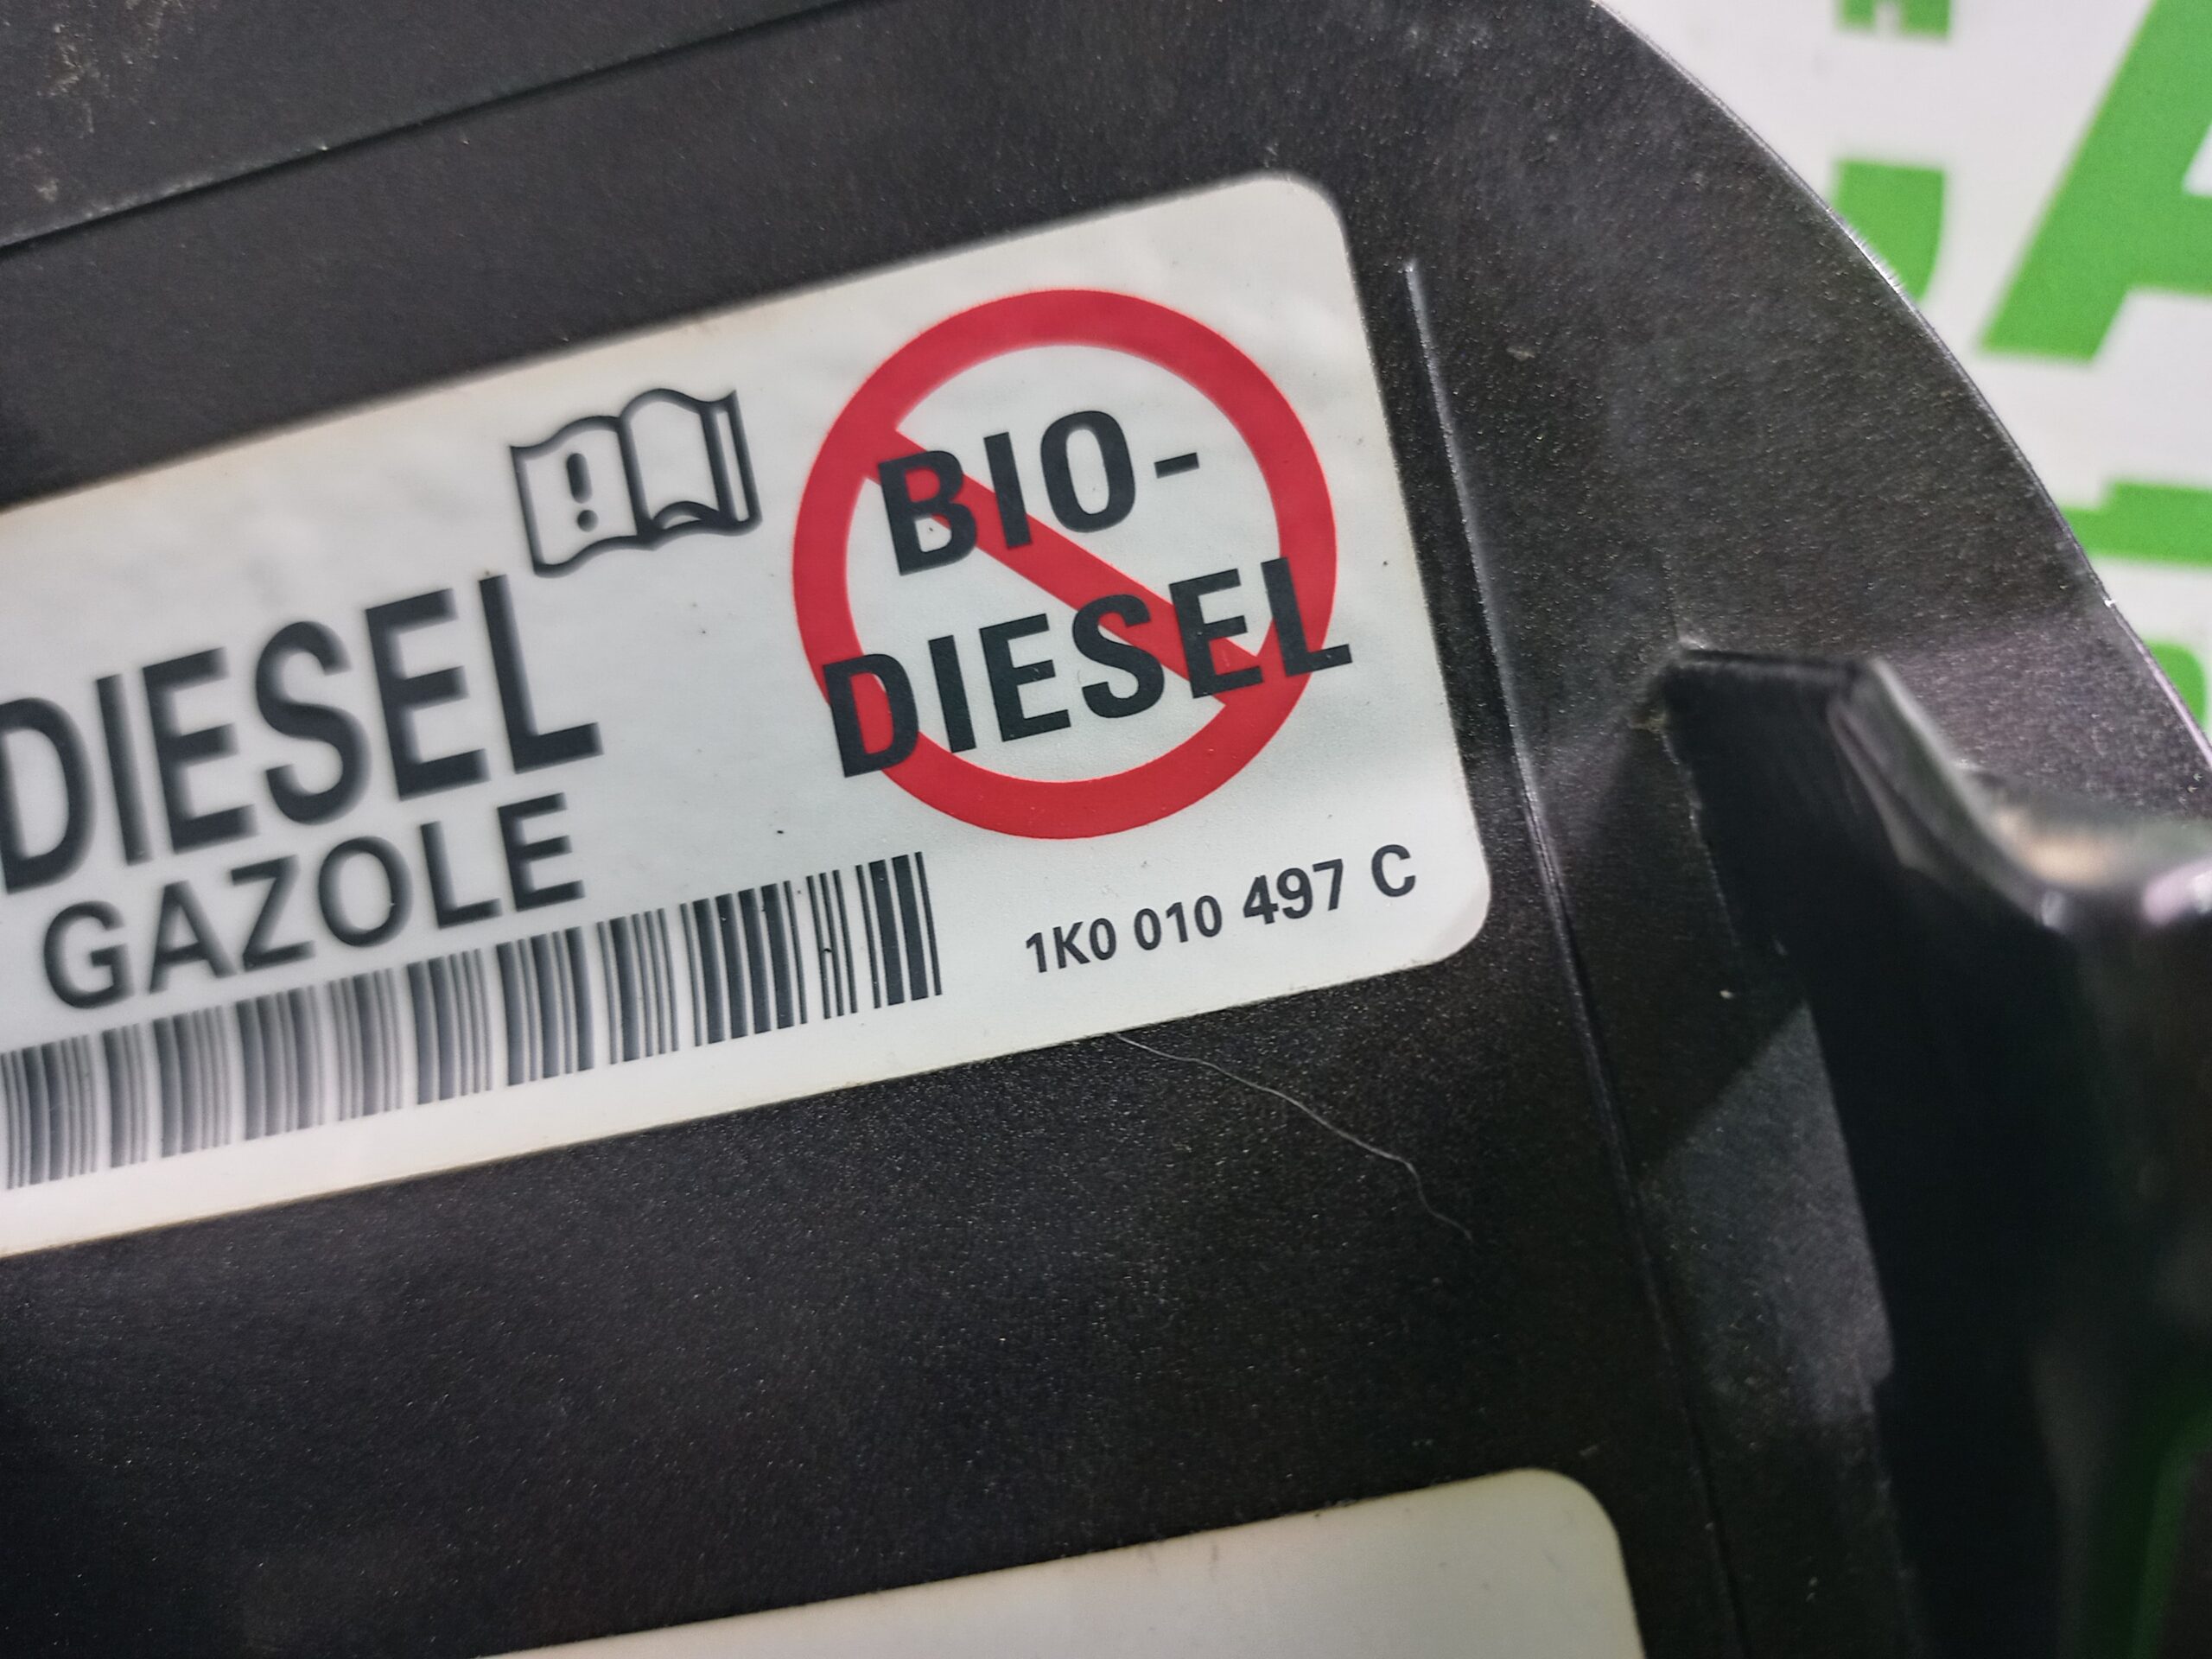 BIO-
DIESEL
DIESEL
GAZOLE
1K0 010 497 C